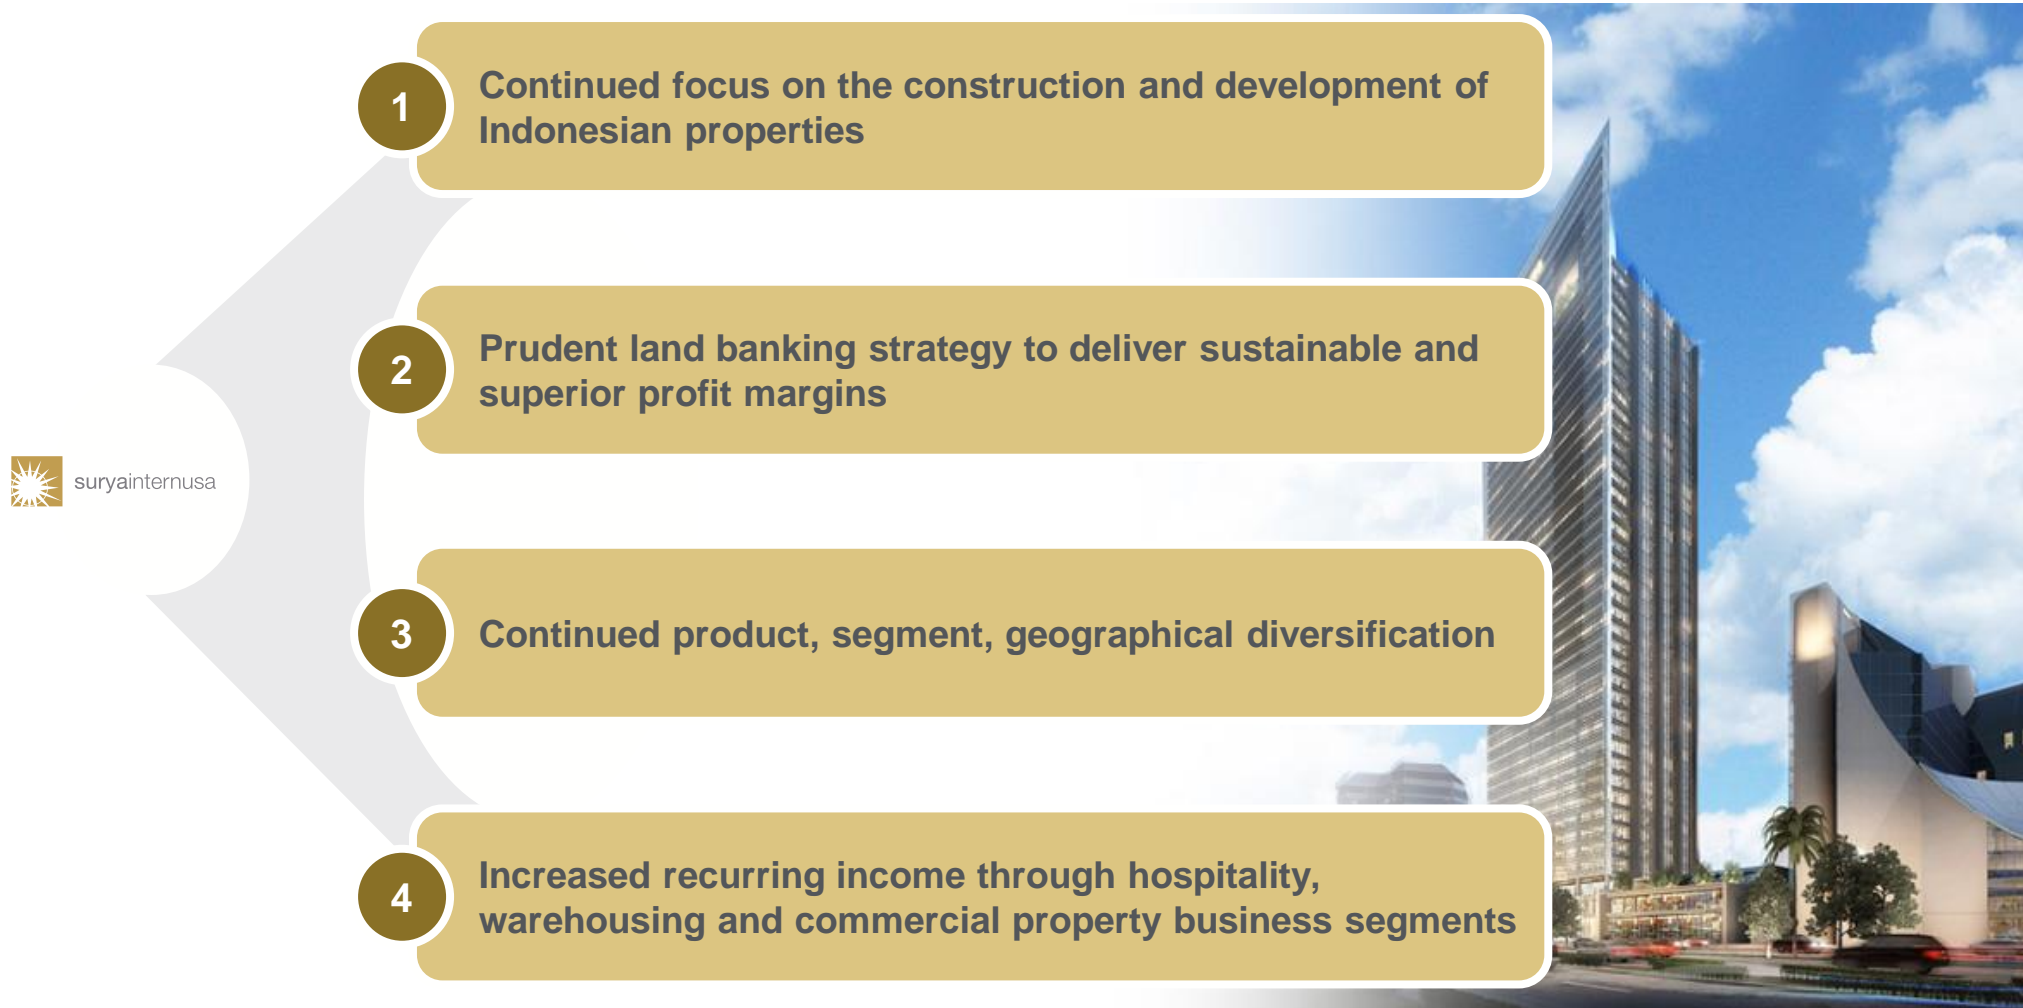 1
Continued focus on the construction and development of
Indonesian properties
2
Prudent land banking strategy to deliver sustainable and
superior profit margins
suryainternusa
3
Continued product, segment, geographical diversification
4
Increased recurring income through hospitality,
warehousing and commercial property business segments